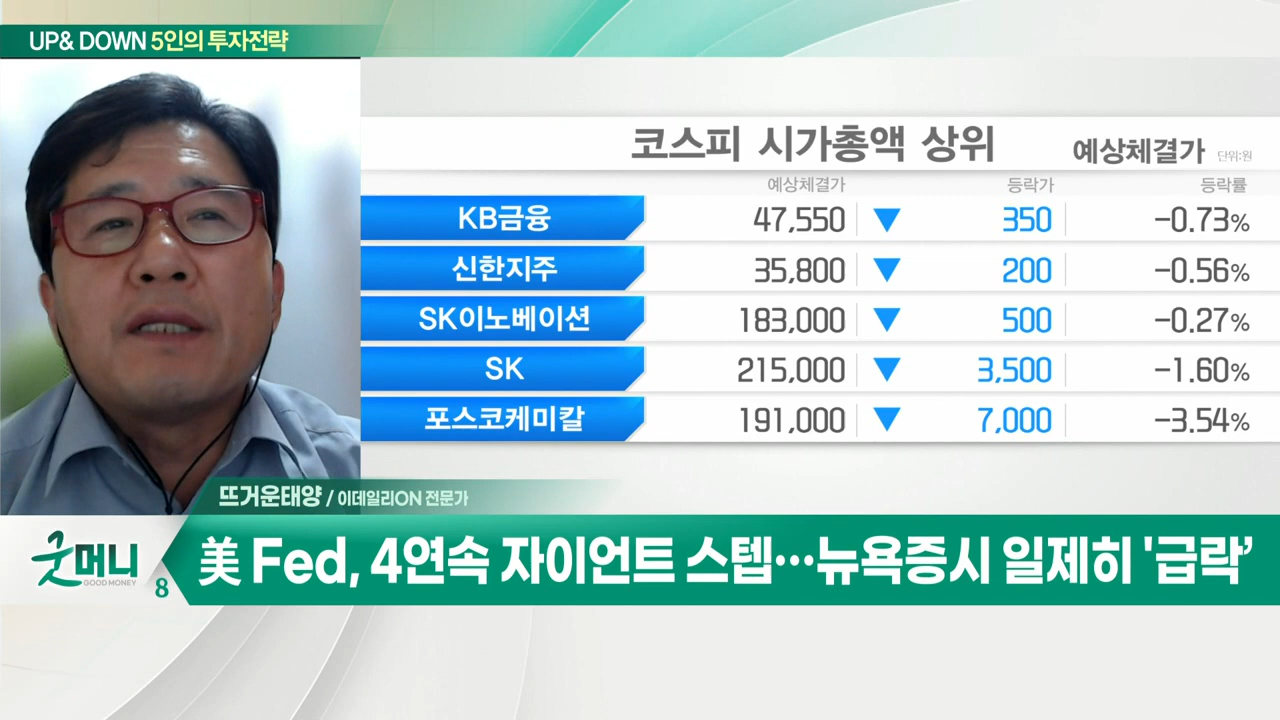 UP& DOWN 5인의 투자전략
코스피 시가총액 상위 예상체결가 단위:원
예상체결가 등락가 등락률
KB금융 47,550 ▼ 350 -0.73%
신한지주 35,800 ▼ 200 -0.56%
SK이노베이션 183,000 ▼ 500 -0.27%
SK 215,000 ▼ 3,500 -1.60%
포스코케미칼 191,000 ▼ 7,000 -3.54%
뜨거운태양 / 이데일리ON 전문가
굿머니
GOOD MONEY
8
美 Fed, 4연속 자이언트 스텝…뉴욕증시 일제히 '급락’